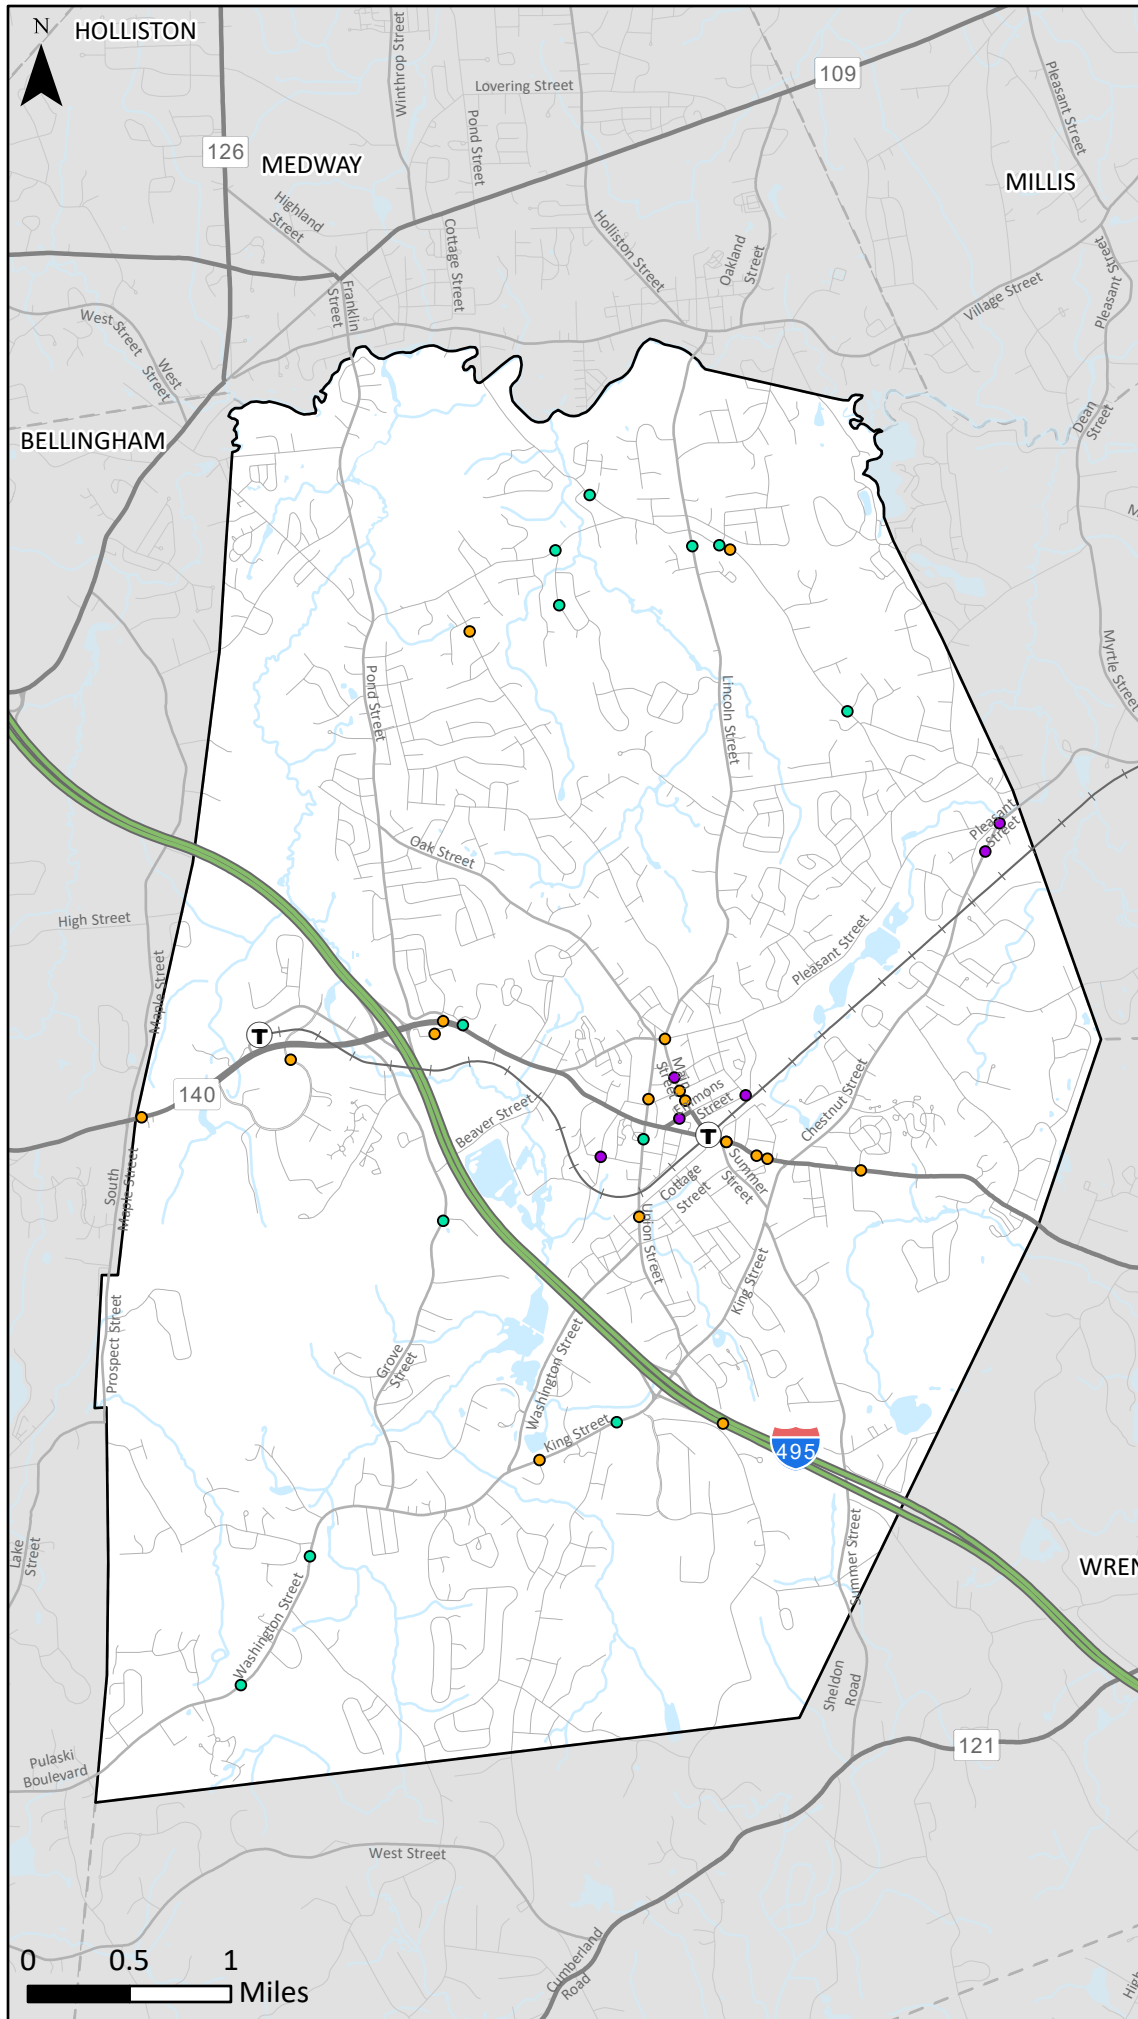 N
HOLLISTON
Winthrop Street
Lovering Street
109
Pleasant Street
Pond Street
126
MEDWAY
MILLIS
Highland
Street
Holliston Street
Oakland
Street
Cottage Street
Pleasant Street
Village Street
Franklin
Street
West Street
West
Street
Dean
Street
BELLINGHAM
Myrtle Street
Pond Street
Lincoln Street
Pleasant
Street
Oak Street
High Street
Pleasant Street
Maple Street
T
Main
Street
140
Emmons
Street
Beaver Street
Chestnut Street
T
South
Maple Street
Summer
Street
Cottage
Street
Union Street
King Street
Prospect Street
Grove
Street
Washington Street
King Street
495
Lake
Street
Summer Street
WREN
Washington Street
Sheldon
Road
121
Pulaski
Boulevard
West Street
Cumberland
Road
0 0.5 1
Miles